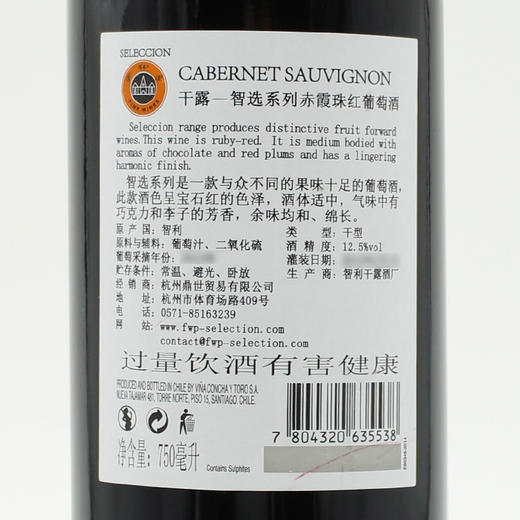 SELECCION
FINE WINES
CABERNET SAUVIGNON
干露—智选系列赤霞珠红葡萄酒
Seleccion range produces distinctive fruit forward
wines.This wine is ruby-red. It is medium bodied with
aromas of chocolate and red plums and has a lingering
harmonic finish.
智选系列是一款与众不同的果味十足的葡萄酒,
此款酒色呈宝石红的色泽, 酒体适中, 气味中有
巧克力和李子的芳香, 余味均和、绵长。
原产国: 智利 类型: 干型
原料与辅料: 葡萄汁、二氧化硫 酒精度: 12.5%vol
葡萄采摘年份: 灌装日期:
贮存条件: 常温、避光、卧放 生产商: 智利干露酒厂
经销商: 杭州鼎世贸易有限公司
地址: 杭州市体育场路409号
电话: 0571-85163239
网站: www.fwp-selection.com
contact@fwp-selection.com
过量饮酒有害健康
PRODUCED AND BOTTLED IN CHILE BY VIÑA CONCHA Y TORO S.A.
NUEVA TAJAMAR 481, TORRE NORTE, PISO 15, SANTIAGO. CHILE.
7 804320 635538
净含量: 750毫升
Contains Sulphites